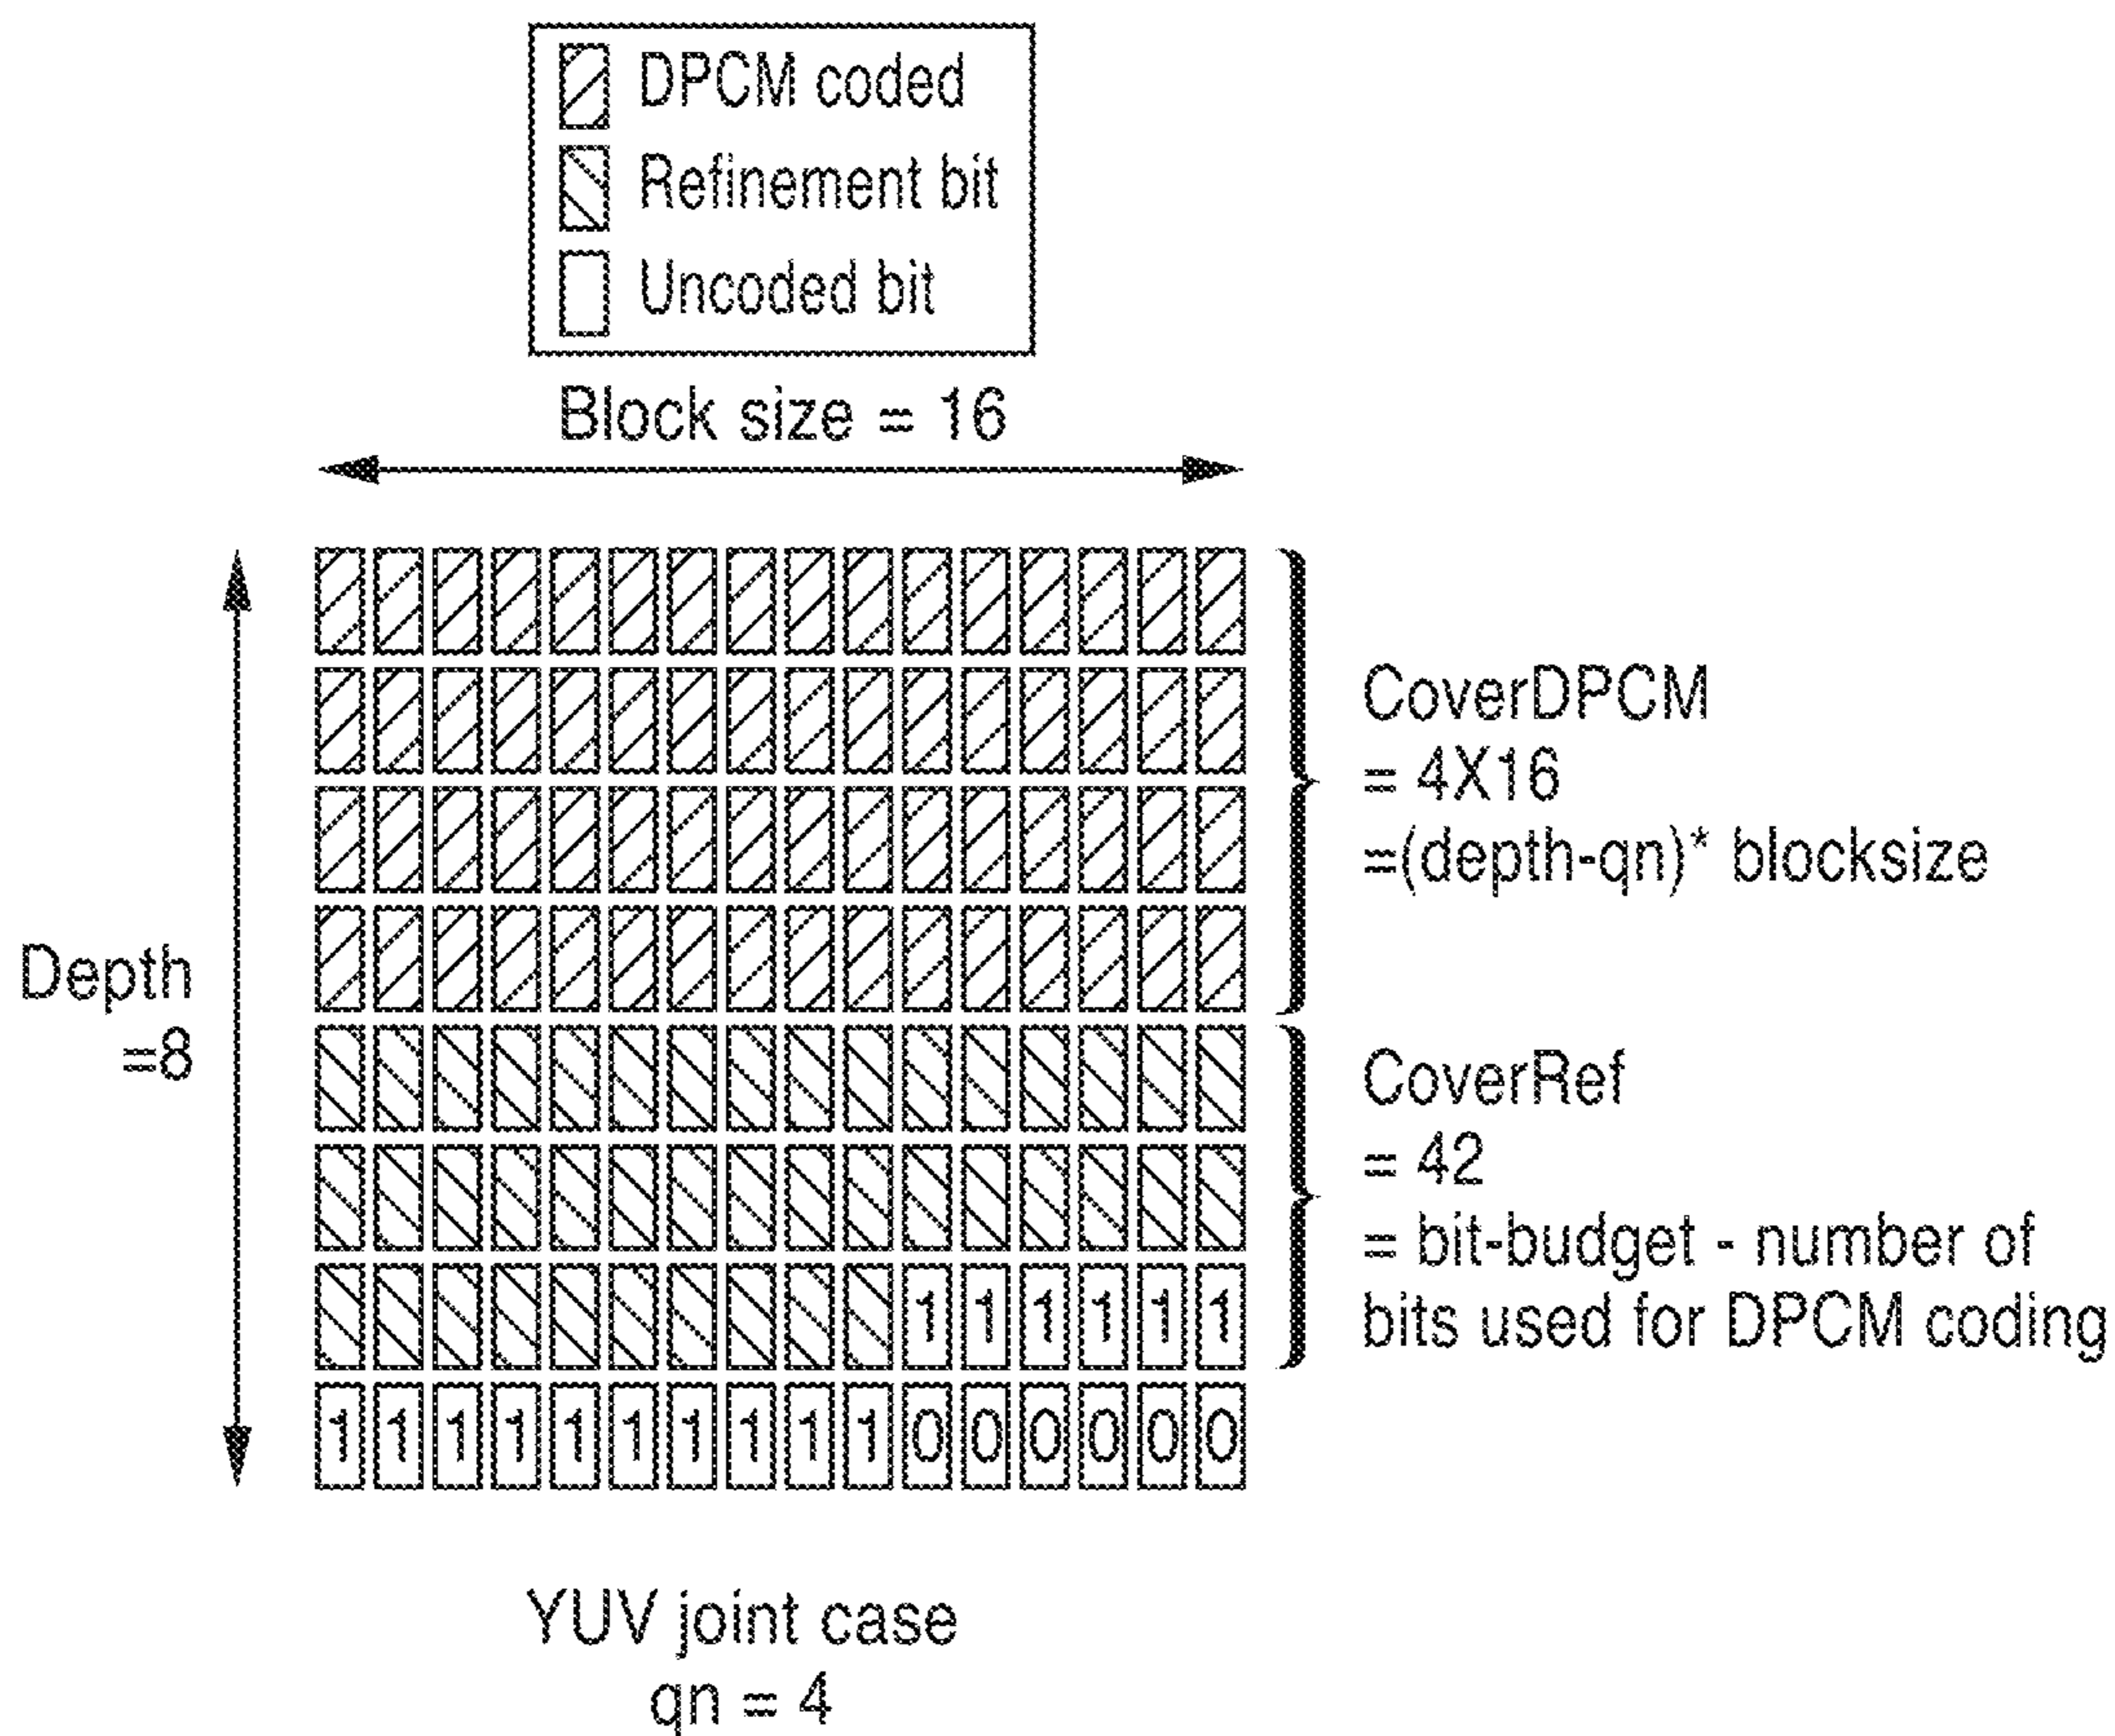 DPCM coded
Refinement bit
Uncoded bit
Block size = 16
Depth
=8
CoverDPCM
= 4X16
=(depth-qn)* blocksize
CoverRef
= 42
= bit-budget - number of
bits used for DPCM coding
1 1 1 1 1 1
1 1 1 1 1 1 1 1 1 1 0 0 0 0 0 0
YUV joint case
qn = 4